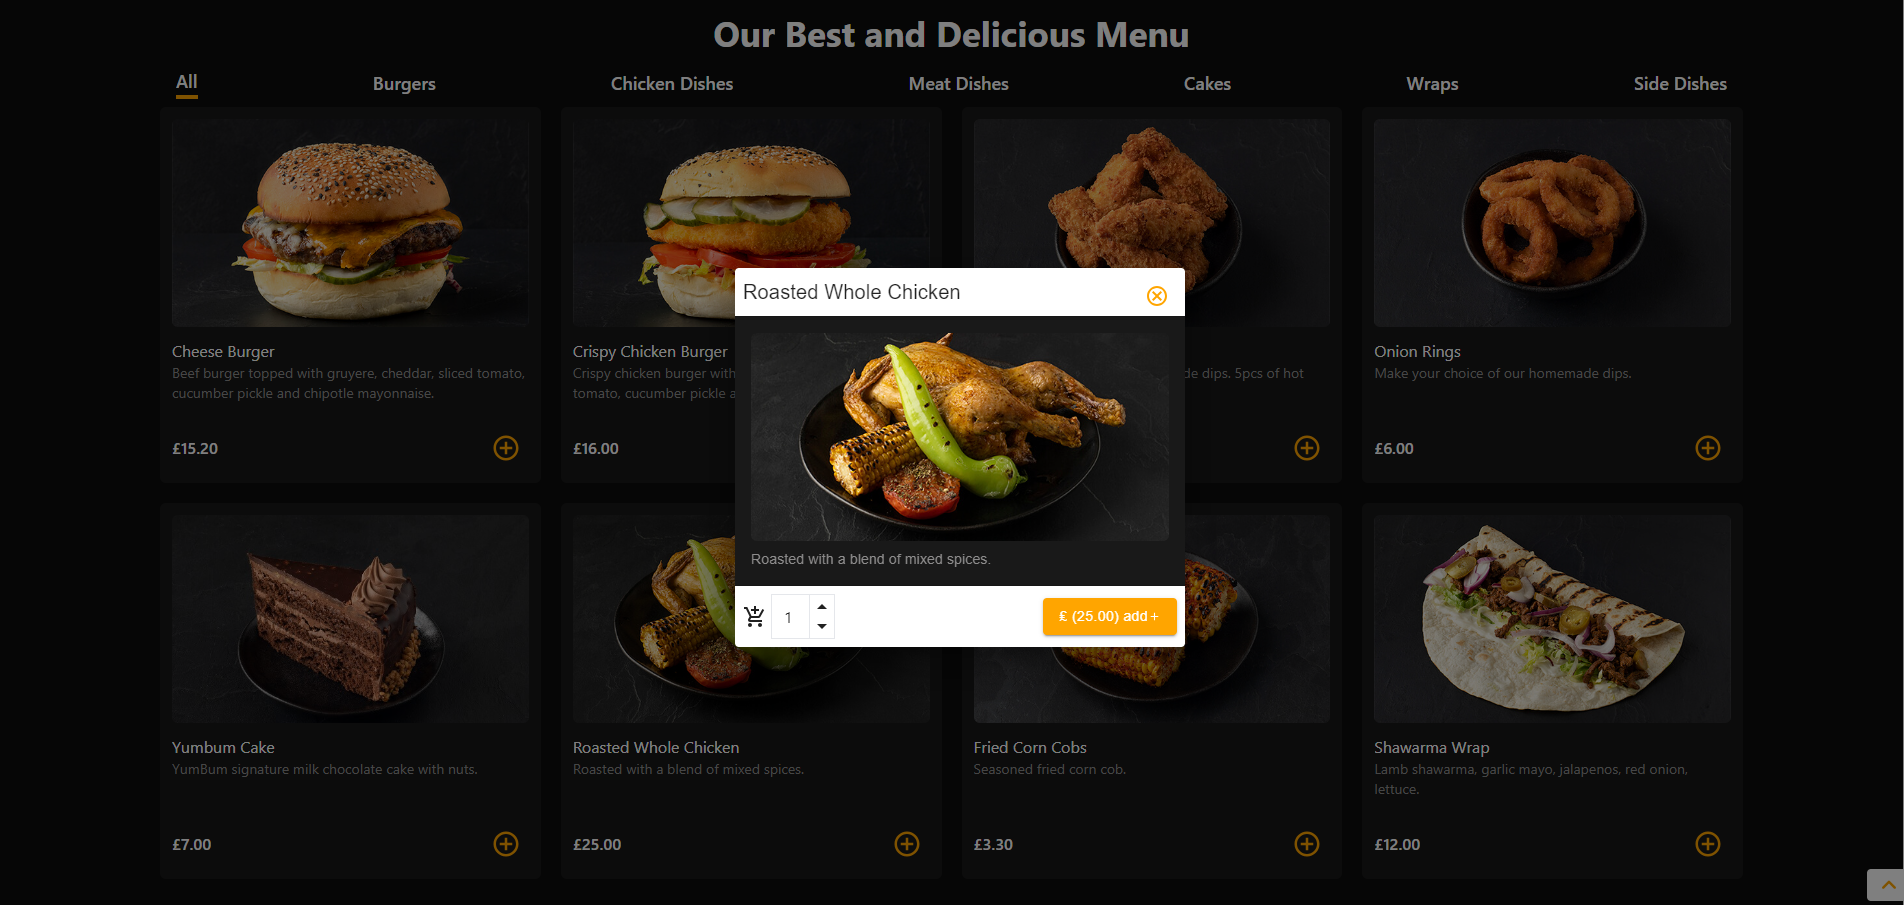 Our Best and Delicious Menu
All Burgers Chicken Dishes Meat Dishes Cakes Wraps Side Dishes
Cheese Burger
Beef burger topped with gruyere, cheddar, sliced tomato,
cucumber pickle and chipotle mayonnaise.
£15.20
Crispy Chicken Burger
Crispy chicken burger with
tomato, cucumber pickle
£16.00
de dips. 5pcs of hot
Onion Rings
Make your choice of our homemade dips.
£6.00
Roasted Whole Chicken
Roasted with a blend of mixed spices.
1
£ (25.00) add+
Yumbum Cake
YumBum signature milk chocolate cake with nuts.
£7.00
Roasted Whole Chicken
Roasted with a blend of mixed spices.
£25.00
Fried Corn Cobs
Seasoned fried corn cob.
£3.30
Shawarma Wrap
Lamb shawarma, garlic mayo, jalapenos, red onion,
lettuce.
£12.00